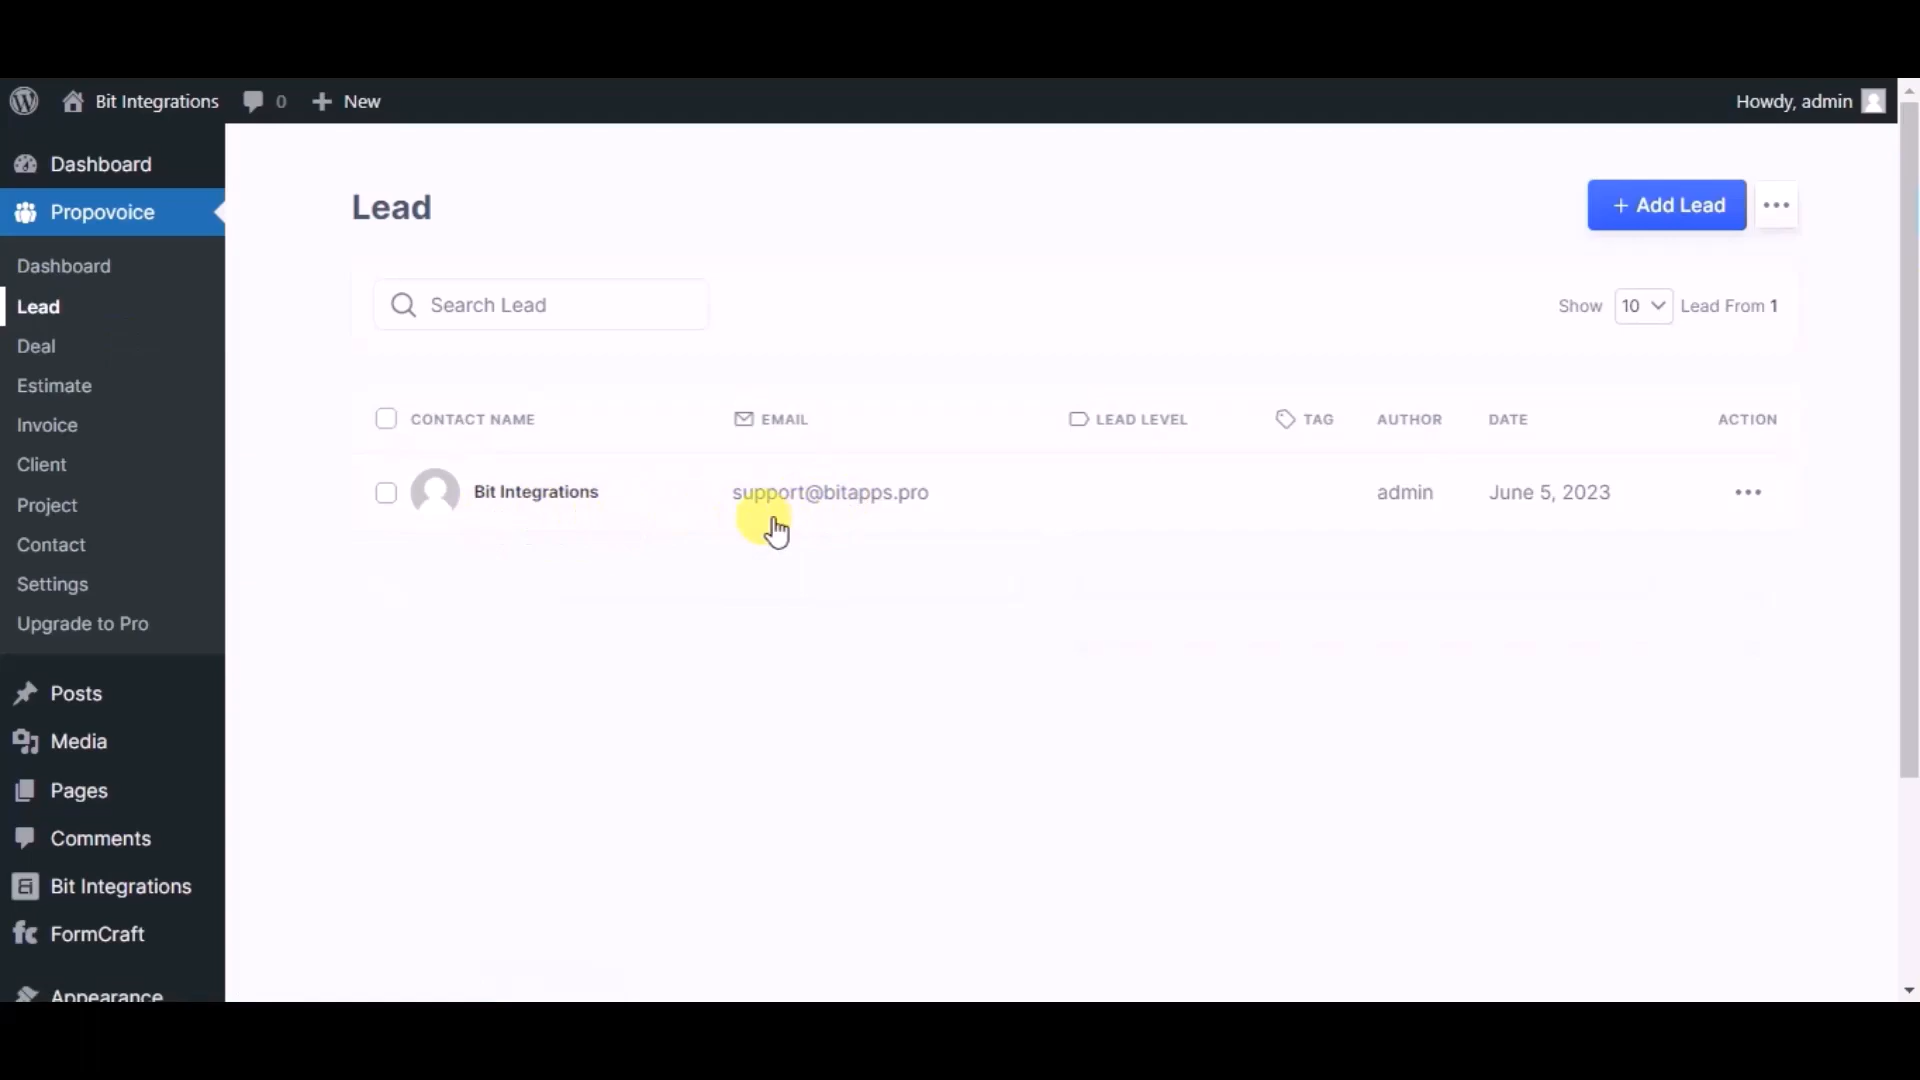 Bit Integrations 0 New Howdy, admin
Dashboard
Propovoice
Dashboard
Lead
Deal
Estimate
Invoice
Client
Project
Contact
Settings
Upgrade to Pro
Posts
Media
Pages
Comments
Bit Integrations
FormCraft
Appearance
Lead
+ Add Lead
Search Lead
Show 10 Lead From 1
CONTACT NAME EMAIL LEAD LEVEL TAG AUTHOR DATE ACTION
Bit Integrations support@bitapps.pro admin June 5, 2023